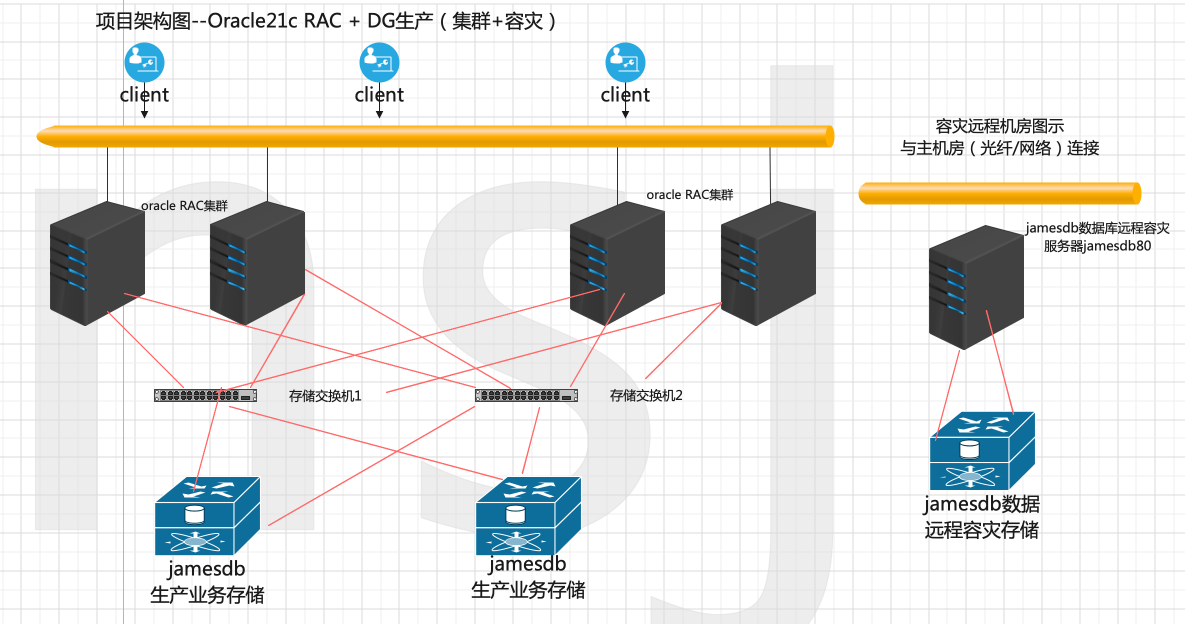 项目架构图--Oracle21c RAC + DG生产（集群+容灾）
client
client
client
容灾远程机房图示
与主机房（光纤/网络）连接
oracle RAC集群
oracle RAC集群
jamesdb数据库远程容灾
服务器jamesdb80
存储交换机1
存储交换机2
jamesdb
生产业务存储
jamesdb
生产业务存储
jamesdb数据
远程容灾存储